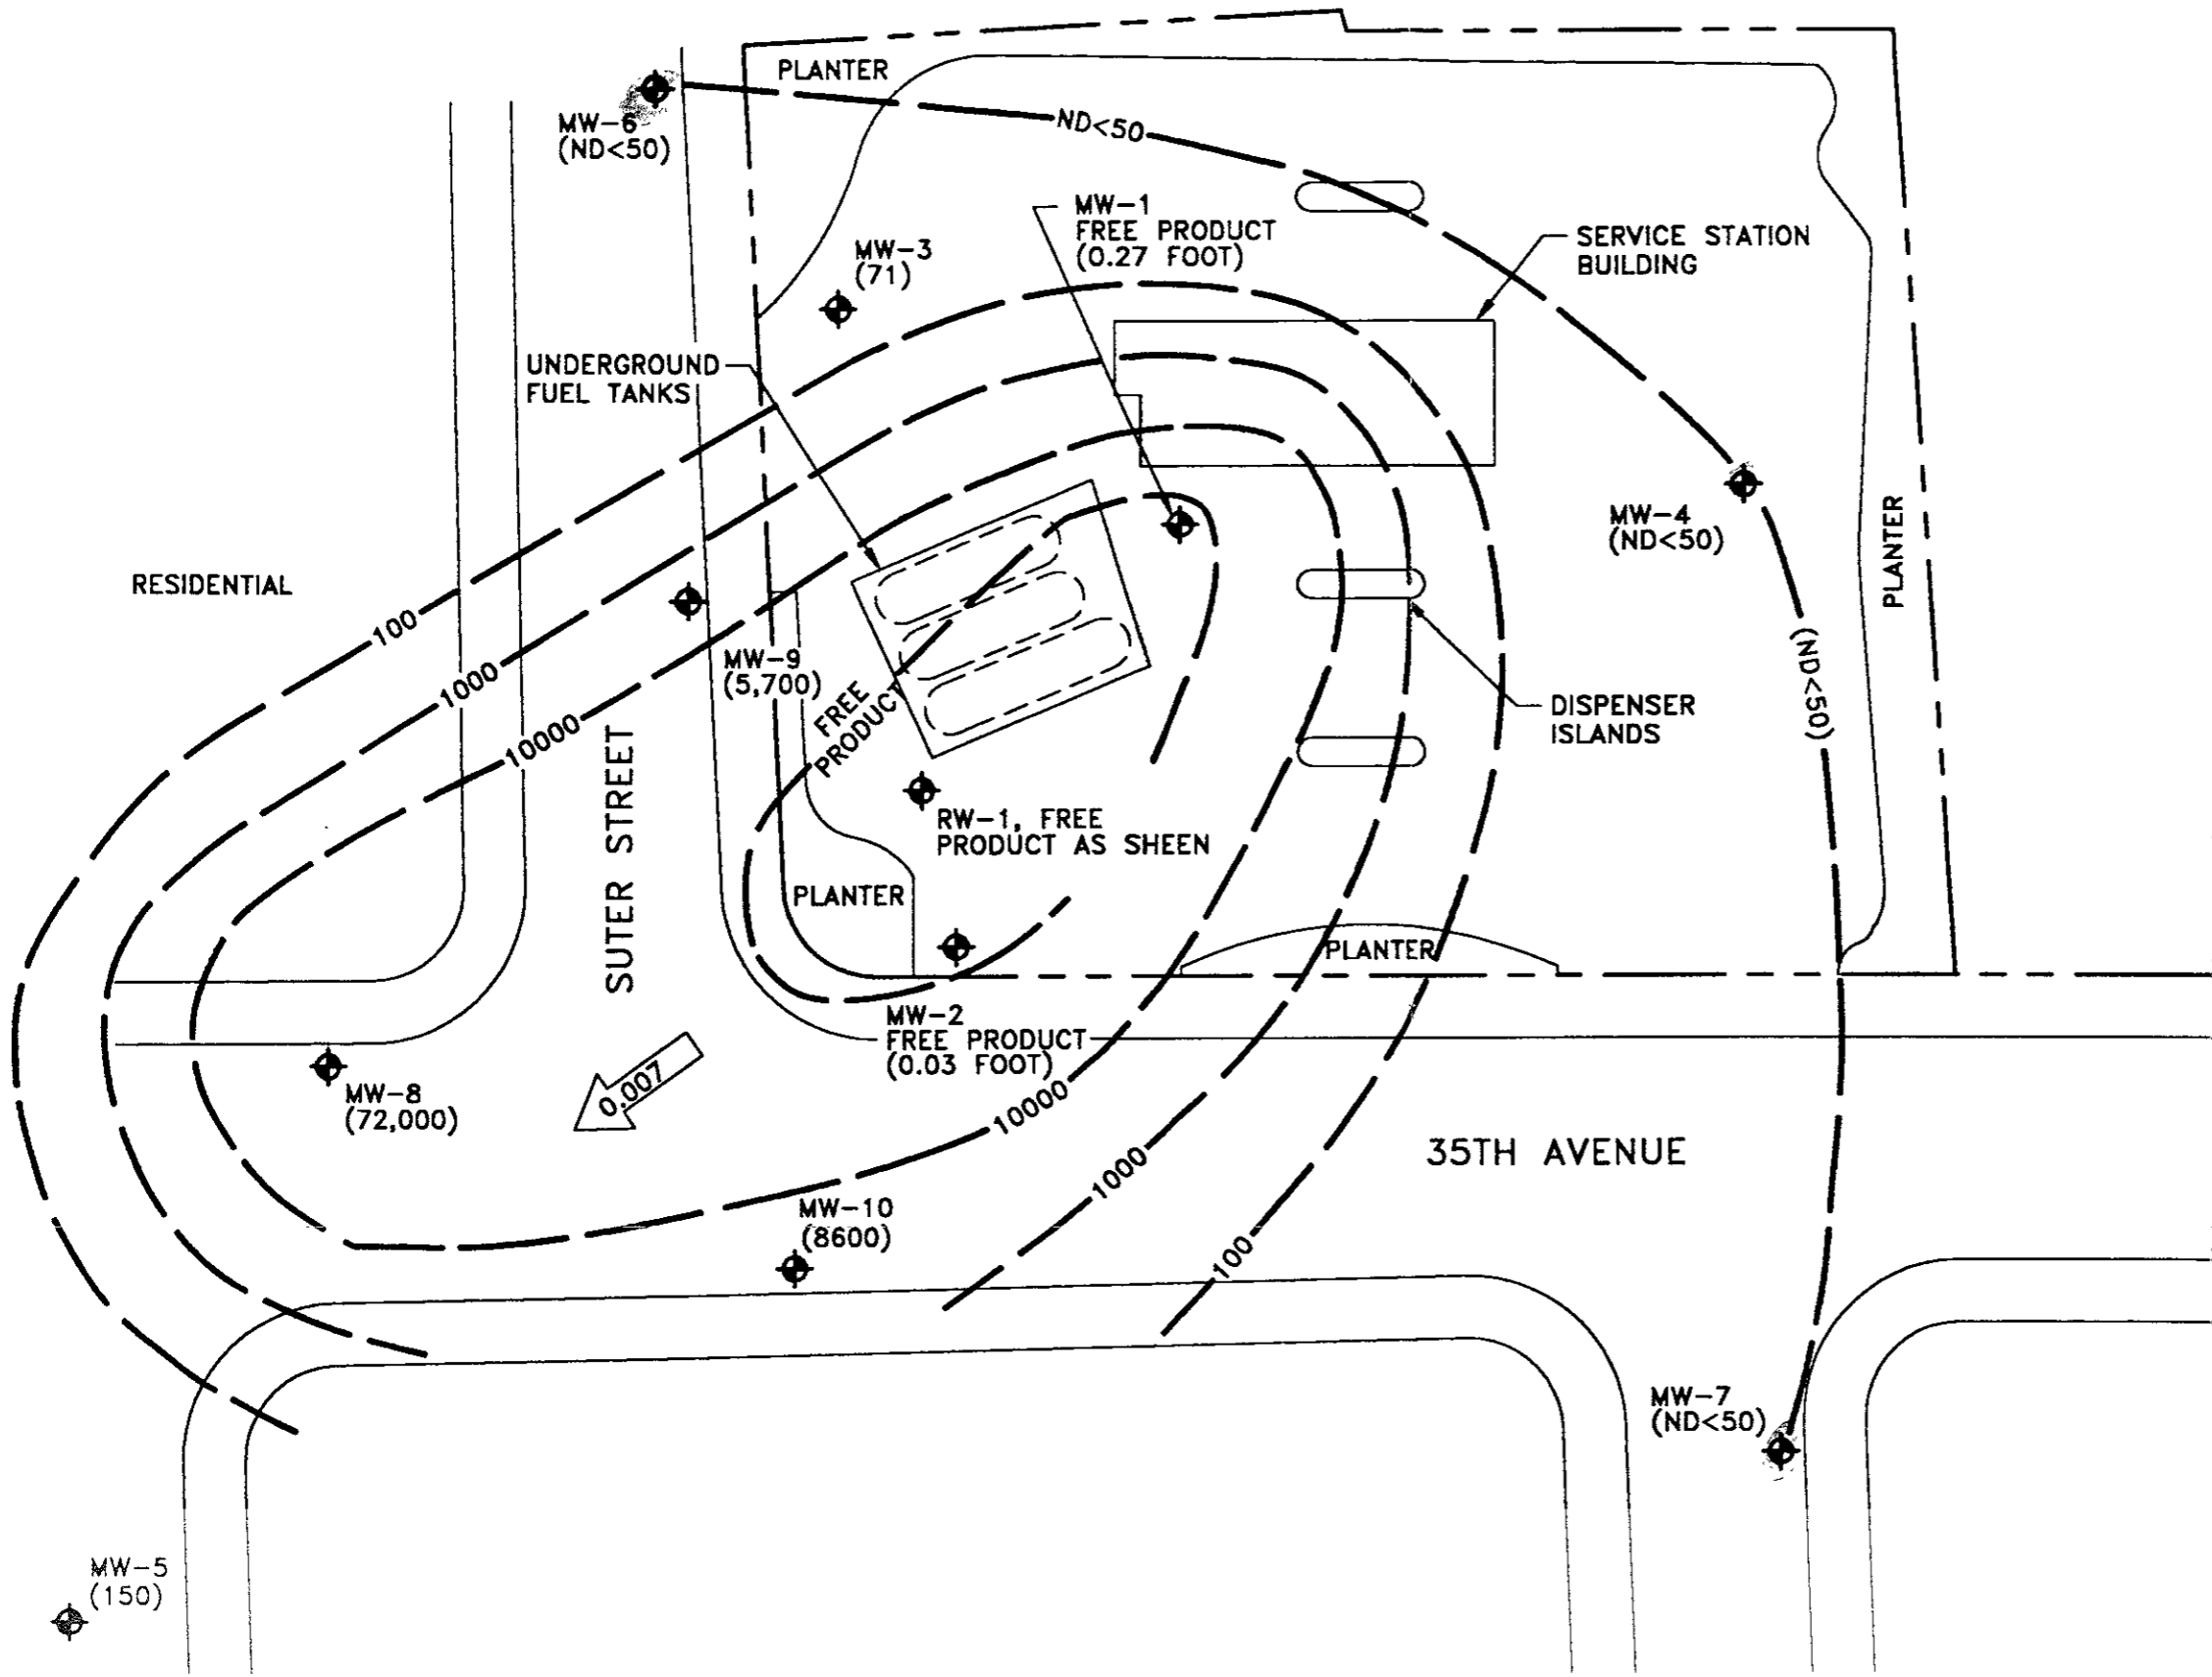 PLANTER
MW-6
(ND<50)
ND<50
MW-1
FREE PRODUCT
(0.27 FOOT)
SERVICE STATION
BUILDING
MW-3
(71)
UNDERGROUND
FUEL TANKS
MW-4
(ND<50)
PLANTER
RESIDENTIAL
100
1000
10000
MW-9
(5,700)
FREE
PRODUCT
(ND<50)
DISPENSER
ISLANDS
SUTER STREET
RW-1, FREE
PRODUCT AS SHEEN
PLANTER
PLANTER
MW-2
FREE PRODUCT
(0.03 FOOT)
0.007
MW-8
(72,000)
10000
1000
100
35TH AVENUE
MW-10
(8600)
MW-7
(ND<50)
MW-5
(150)